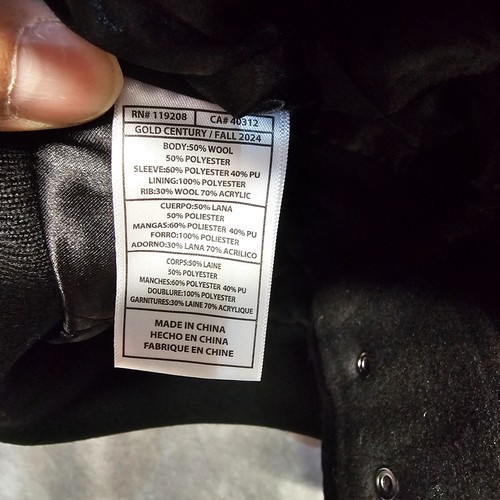 RN# 119208 CA# 40312
GOLD CENTURY / FALL 2024
BODY:50% WOOL
50% POLYESTER
SLEEVE:60% POLYESTER 40% PU
LINING:100% POLYESTER
RIB:30% WOOL 70% ACRYLIC
CUERPO:50% LANA
50% POLIESTER
MANGAS:60% POLYESTER 40% PU
FORRO:100% POLYESTER
ADORNO:30% LANA 70% ACRILICO
CORPS:50% LAINE
50% POLYESTER
MANCHES:60% POLYESTER 40% PU
DOUBLURE:100% POLYESTER
GARNITURES:30% LAINE 70% ACRYLIQUE
MADE IN CHINA
HECHO EN CHINA
FABRIQUE EN CHINE